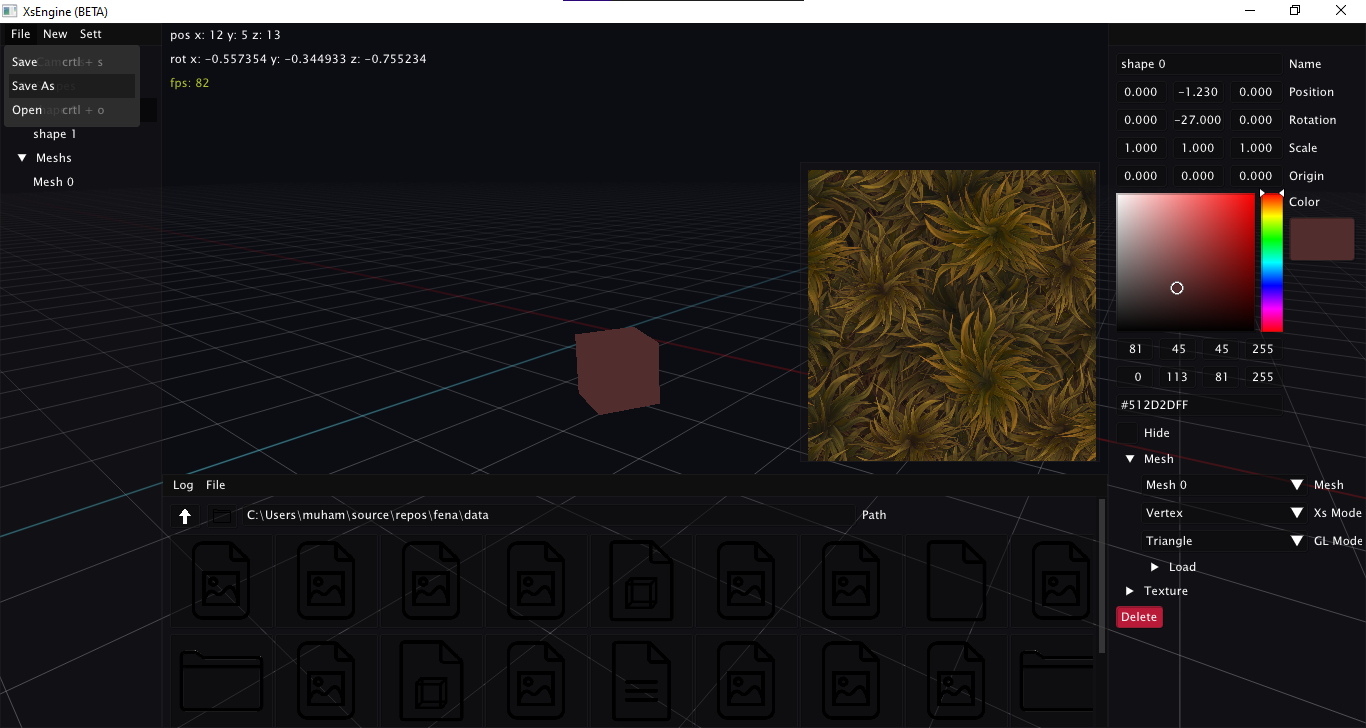 XsEngine (BETA)
File New Sett
Save crtl + s
Save As
Open crtl + o
shape 1
Meshs
Mesh 0
pos x: 12 y: 5 z: 13
rot x: -0.557354 y: -0.344933 z: -0.755234
fps: 82
Log File
C:\Users\muham\source\repos\fena\data Path
shape 0 Name
0.000 -1.230 0.000 Position
0.000 -27.000 0.000 Rotation
1.000 1.000 1.000 Scale
0.000 0.000 0.000 Origin
Color
81 45 45 255
0 113 81 255
#512D2DFF
Hide
Mesh
Mesh 0 Mesh
Vertex Xs Mode
Triangle GL Mode
Load
Texture
Delete